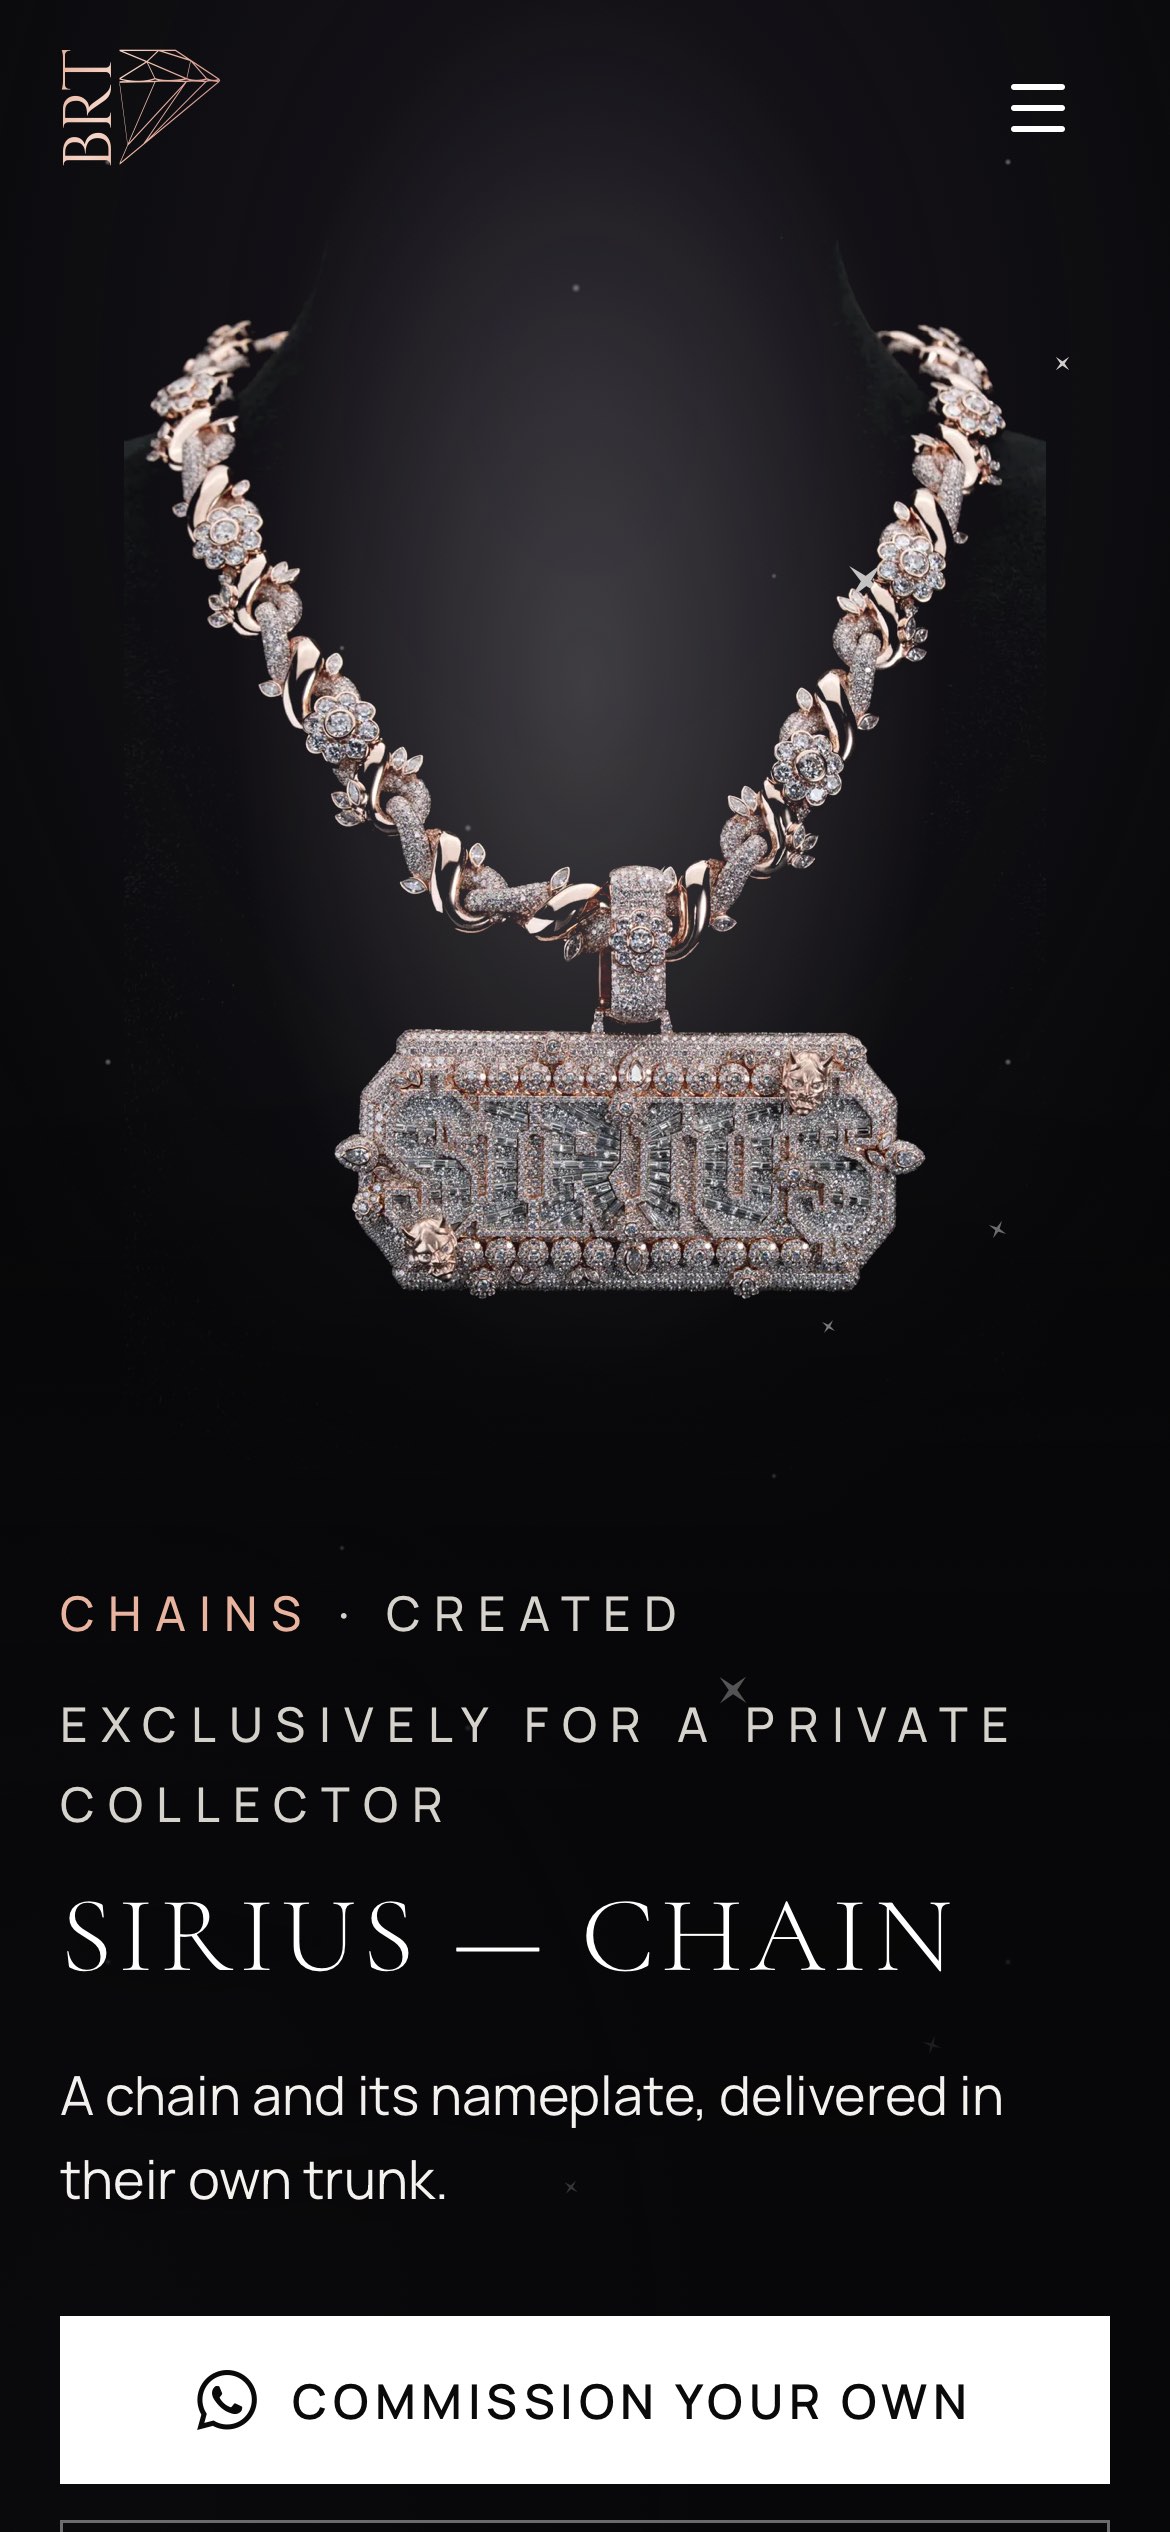 BRT
SIRIUS
CHAINS · CREATED
EXCLUSIVELY FOR A PRIVATE
COLLECTOR
SIRIUS — CHAIN
A chain and its nameplate, delivered in
their own trunk.
COMMISSION YOUR OWN